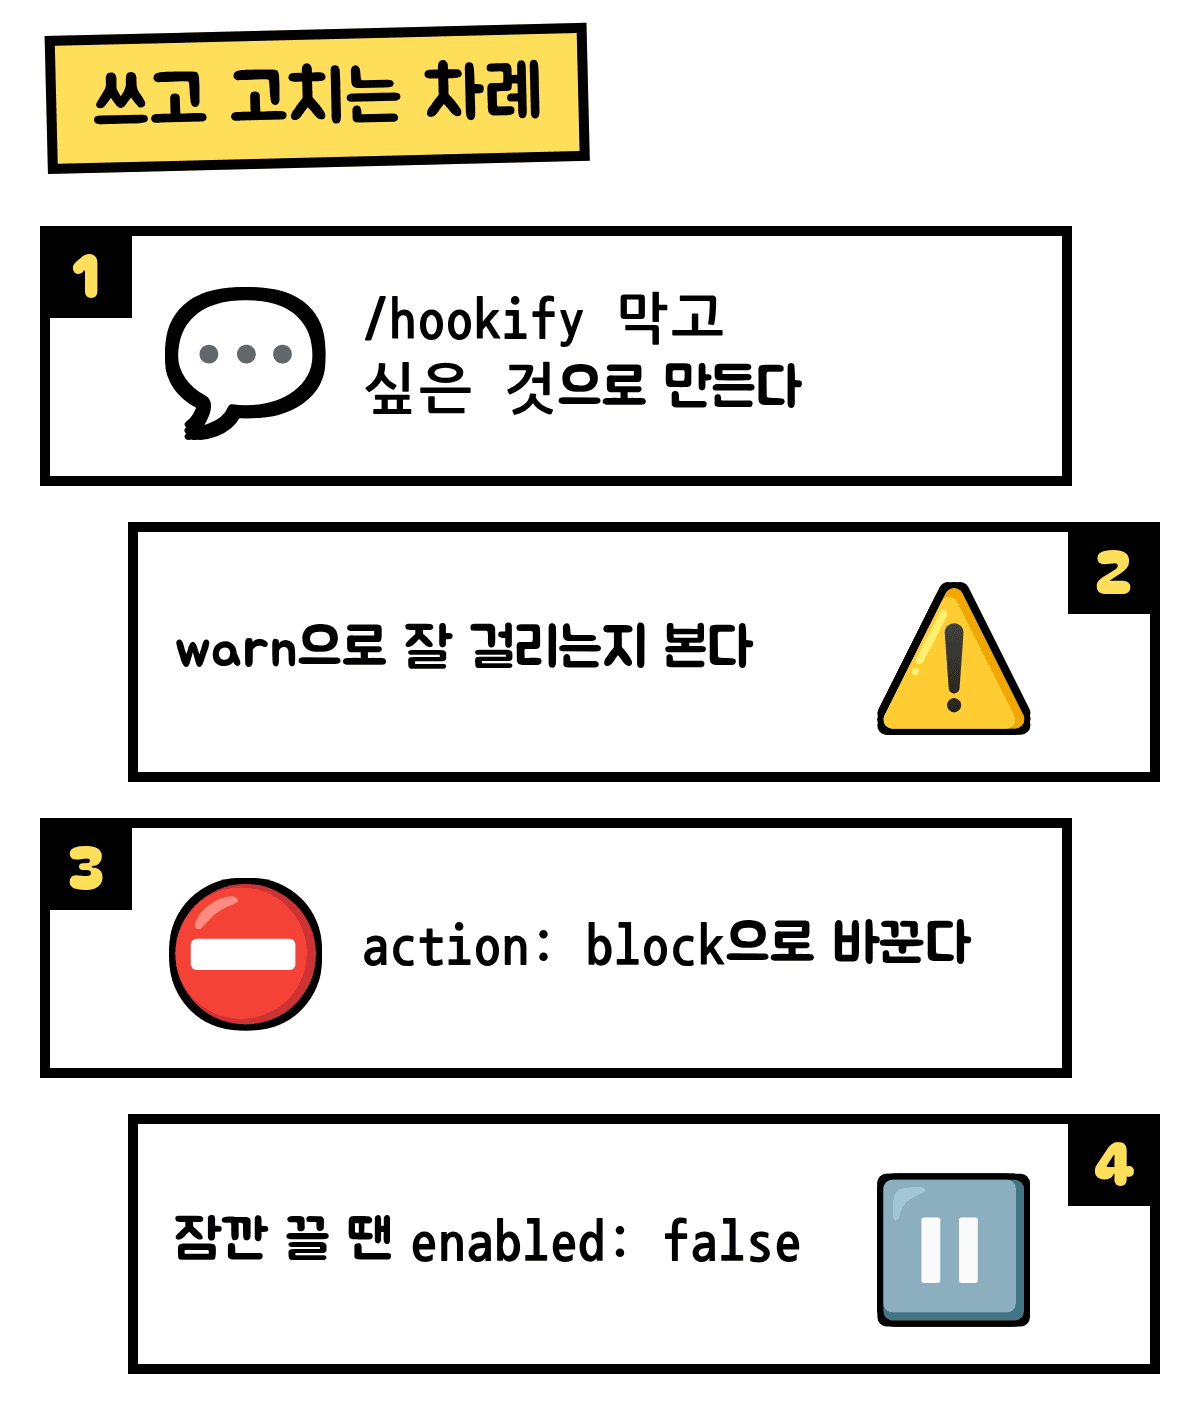 쓰고 고치는 차례
1
/hookify 막고
싶은 것으로 만든다
2
warn으로 잘 걸리는지 본다
3
action: block으로 바꾼다
4
잠깐 끌 땐 enabled: false